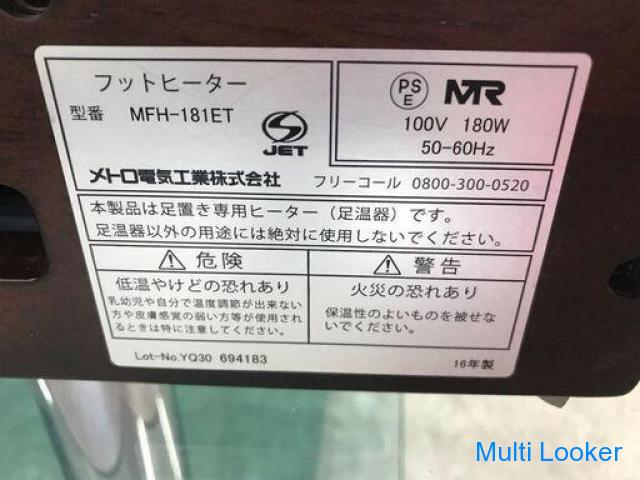 フットヒーター
型番 MFH-181ET
JET
PS
E
MTR
100V 180W
50-60Hz
メトロ電気工業株式会社 フリーコール 0800-300-0520
本製品は足置き専用ヒーター（足温器）です。
足温器以外の用途には絶対に使用しないでください。
危険
低温やけどの恐れあり
乳幼児や自分で温度調節が出来ない
方や皮膚感覚の弱い方等が使用され
るときは特に注意してください。
警告
火災の恐れあり
保温性のよいものを被せな
いでください。
Lot-No.YQ30 694183
16年製
Multi Looker